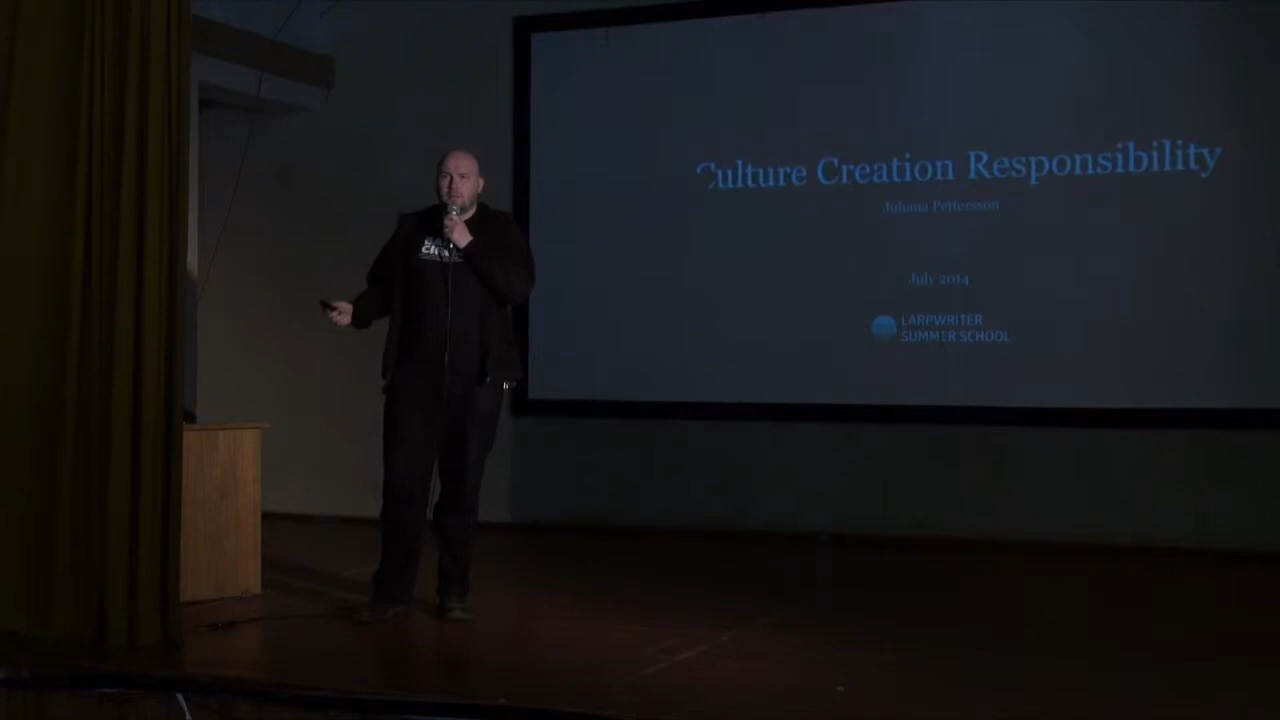 Culture Creation Responsibility
Juhana Pettersson
July 2014
LARPWRITER
SUMMER SCHOOL